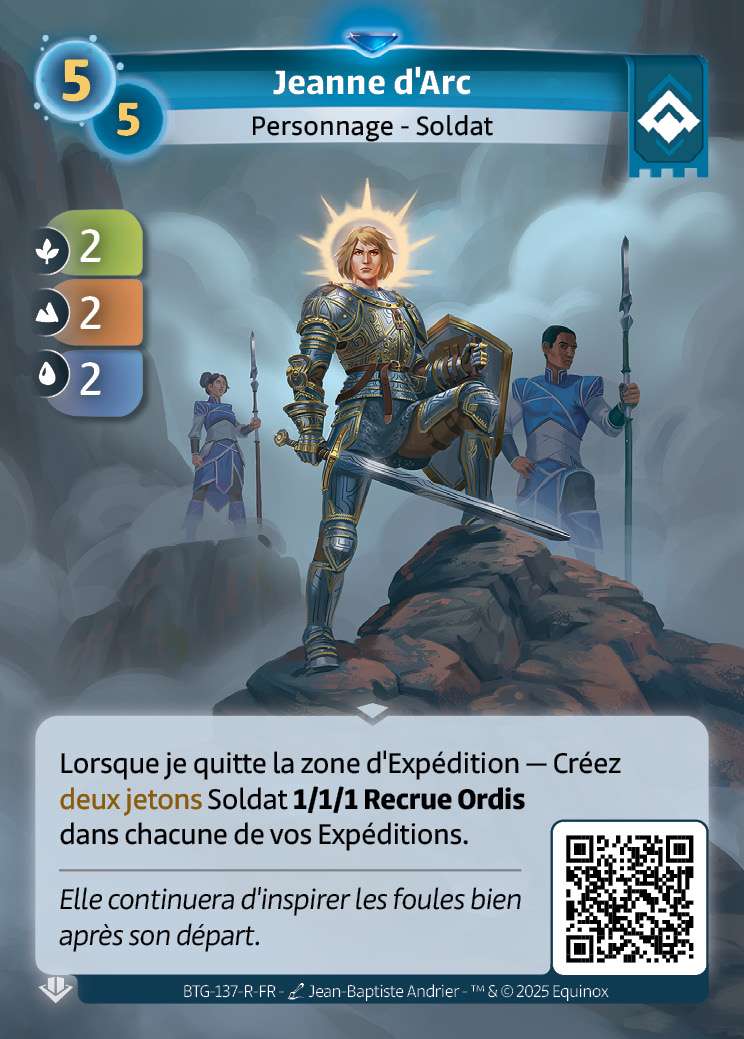 5
5
Jeanne d'Arc
Personnage - Soldat
2
2
2
Lorsque je quitte la zone d'Expédition — Créez
deux jetons Soldat 1/1/1 Recrue Ordis
dans chacune de vos Expéditions.
Elle continuera d'inspirer les foules bien
après son départ.
BTG-137-R-FR - Jean-Baptiste Andrier - ™ & © 2025 Equinox